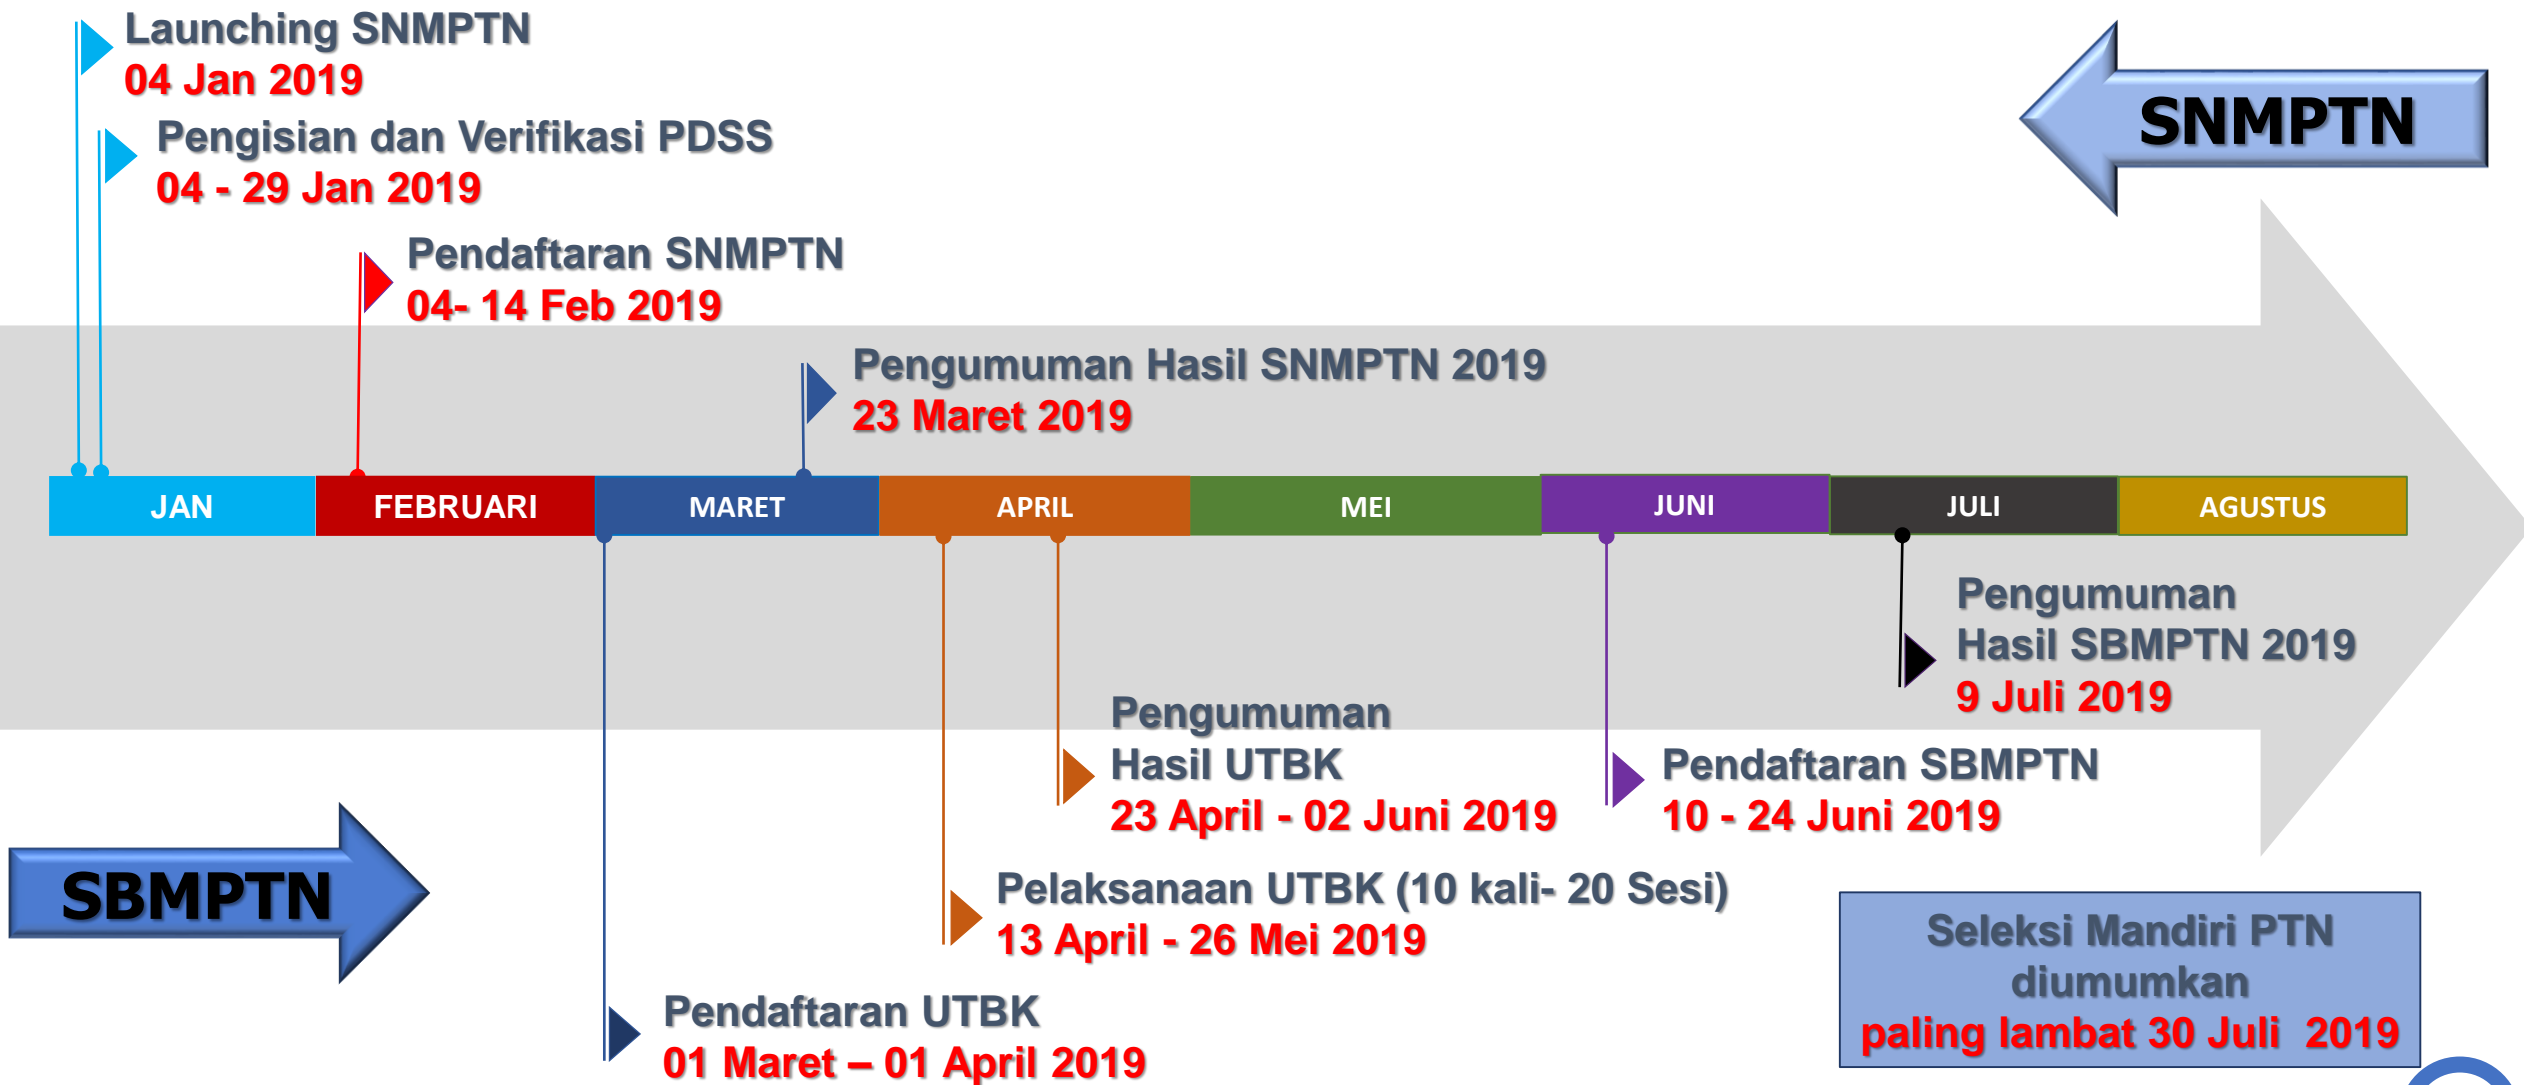 Launching SNMPTN
04 Jan 2019
Pengisian dan Verifikasi PDSS
04 - 29 Jan 2019
SNMPTN
Pendaftaran SNMPTN
04- 14 Feb 2019
Pengumuman Hasil SNMPTN 2019
23 Maret 2019
JAN
FEBRUARI
MARET
APRIL
MEI
JUNI
JULI
AGUSTUS
Pengumuman
Hasil SBMPTN 2019
9 Juli 2019
Pengumuman
Hasil UTBK
23 April - 02 Juni 2019
Pendaftaran SBMPTN
10 - 24 Juni 2019
SBMPTN
Pelaksanaan UTBK (10 kali- 20 Sesi)
13 April - 26 Mei 2019
Seleksi Mandiri PTN
diumumkan
paling lambat 30 Juli  2019
Pendaftaran UTBK
01 Maret – 01 April 2019